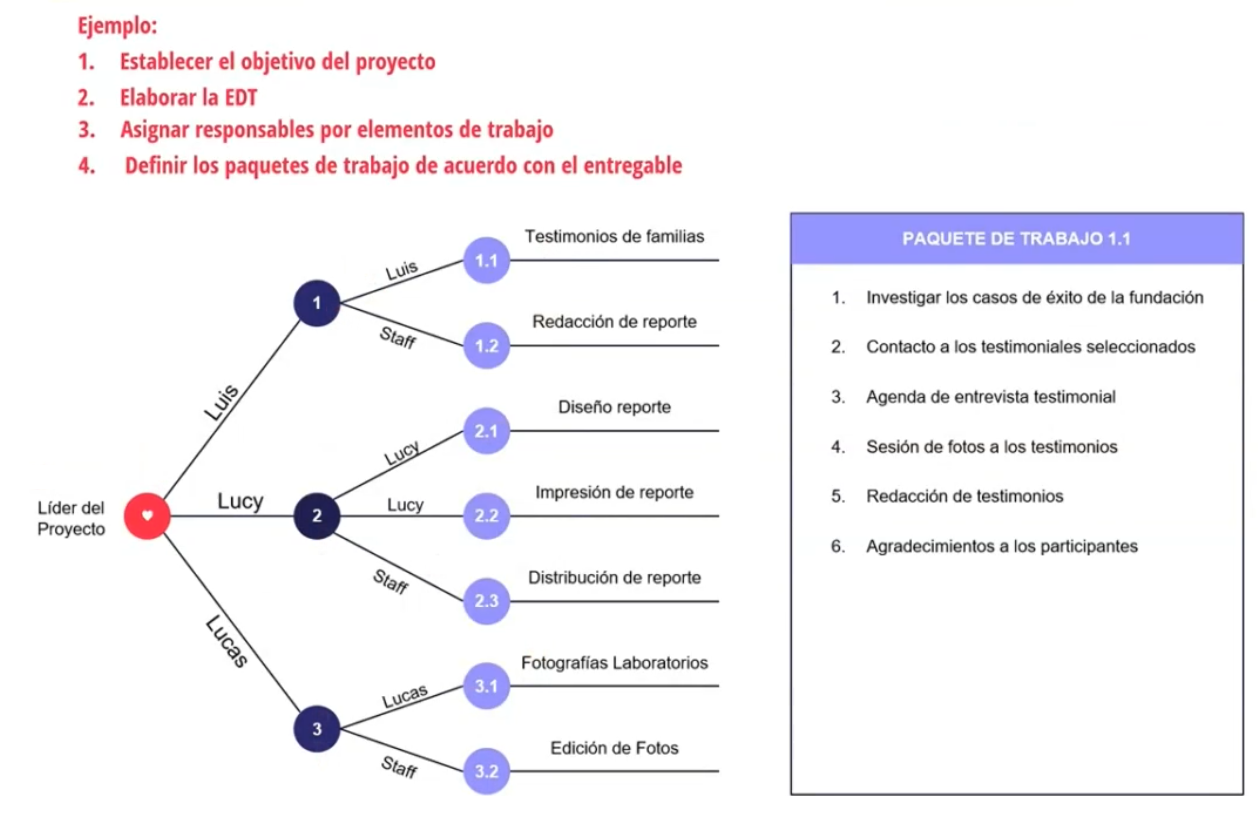 Ejemplo:
1. Establecer el objetivo del proyecto
2. Elaborar la EDT
3. Asignar responsables por elementos de trabajo
4. Definir los paquetes de trabajo de acuerdo con el entregable
Líder del
Proyecto
Luis
Lucy
Lucas
1
Luis
1.1
Testimonios de familias
Staff
1.2
Redacción de reporte
2
Lucy
2.1
Diseño reporte
Lucy
2.2
Impresión de reporte
Staff
2.3
Distribución de reporte
3
Lucas
3.1
Fotografías Laboratorios
Staff
3.2
Edición de Fotos
PAQUETE DE TRABAJO 1.1
1. Investigar los casos de éxito de la fundación
2. Contacto a los testimoniales seleccionados
3. Agenda de entrevista testimonial
4. Sesión de fotos a los testimonios
5. Redacción de testimonios
6. Agradecimientos a los participantes